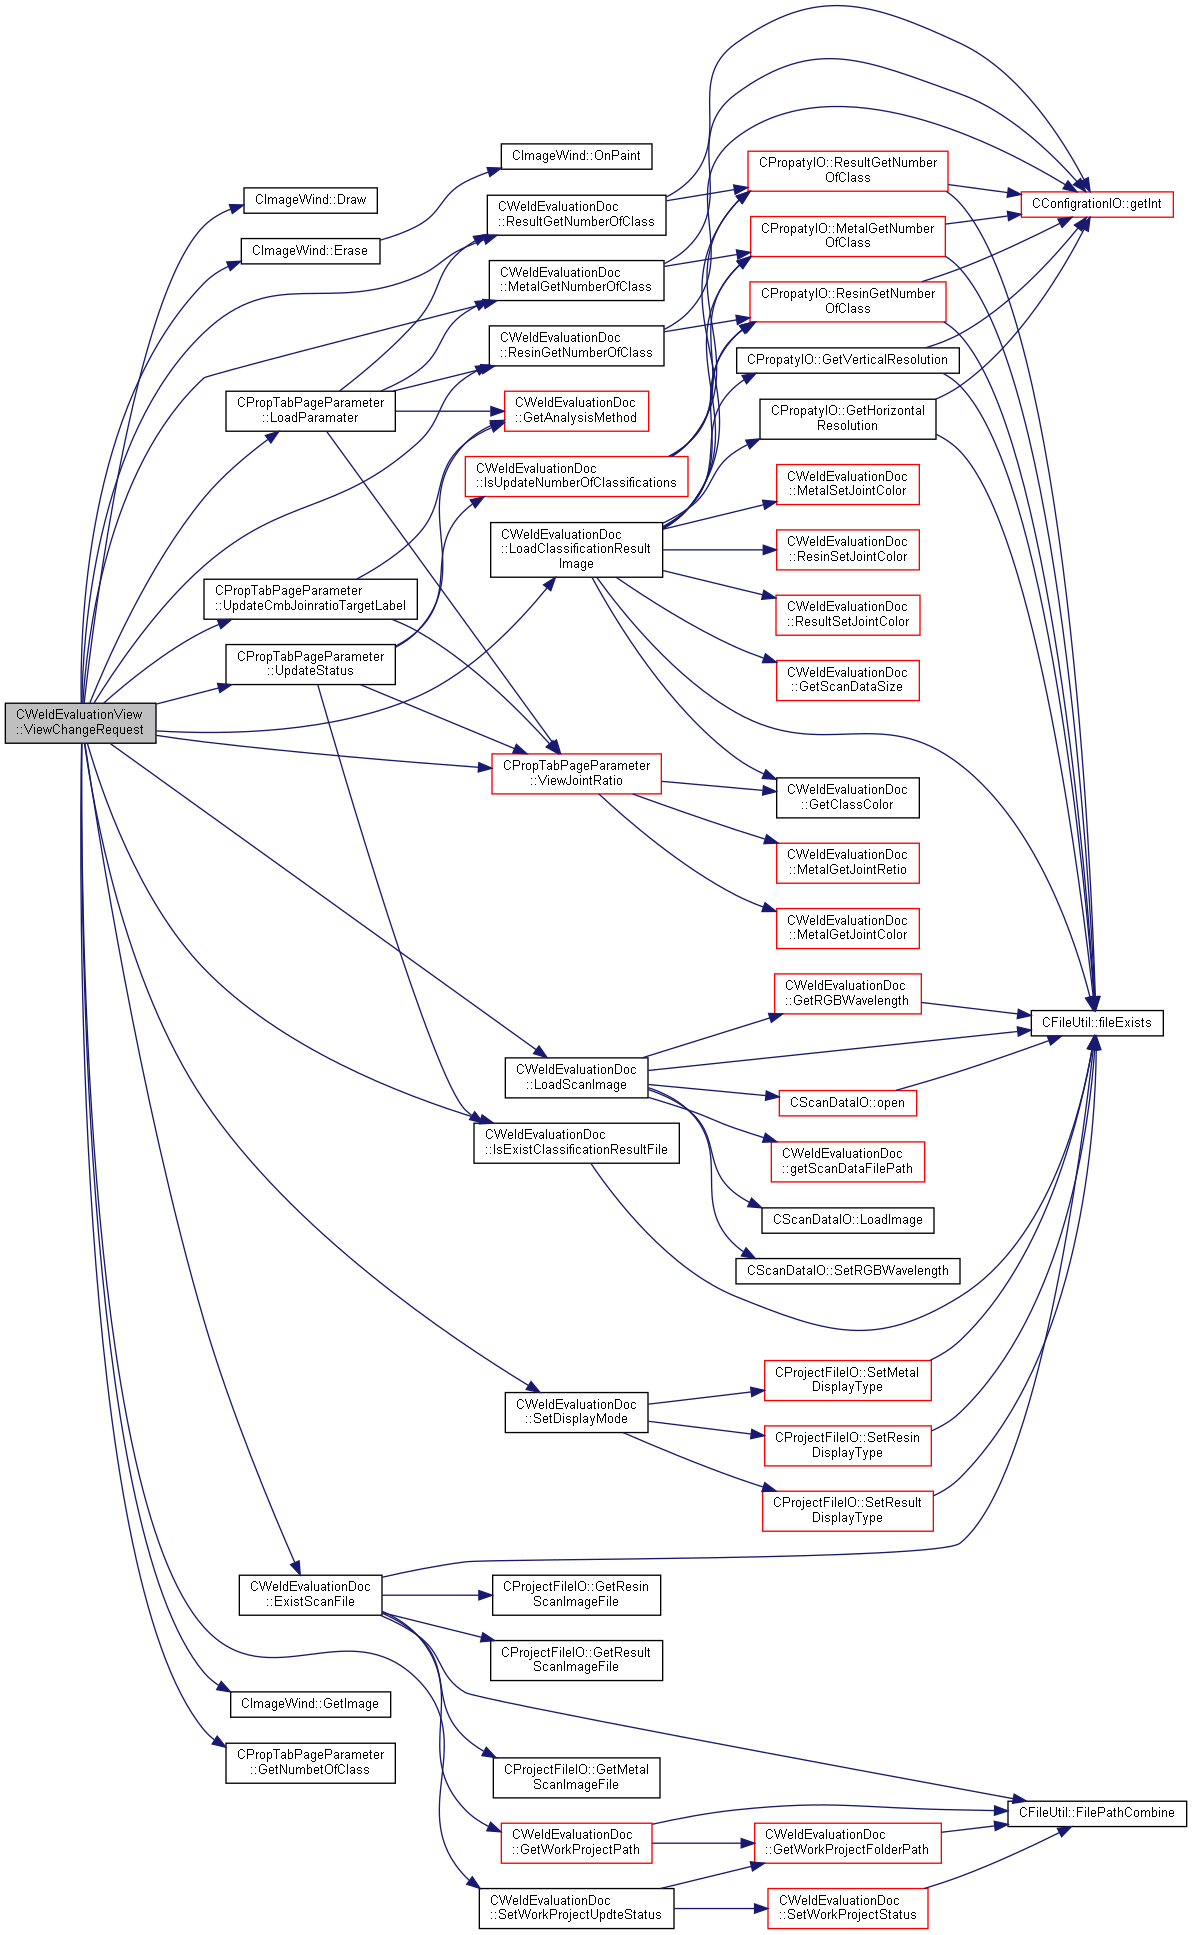 CImageWind::OnPaint
CPropatyIO::ResultGetNumber
OfClass
CImageWind::Draw
CWeldEvaluationDoc
::ResultGetNumberOfClass
CConfigrationIO::getInt
CImageWind::Erase
CPropatyIO::MetalGetNumber
OfClass
CWeldEvaluationDoc
::MetalGetNumberOfClass
CPropatyIO::ResinGetNumber
OfClass
CWeldEvaluationDoc
::ResinGetNumberOfClass
CPropatyIO::GetVerticalResolution
CPropTabPageParameter
::LoadParamater
CWeldEvaluationDoc
::GetAnalysisMethod
CPropatyIO::GetHorizontal
Resolution
CWeldEvaluationDoc
::IsUpdateNumberOfClassifications
CWeldEvaluationDoc
::MetalSetJointColor
CWeldEvaluationDoc
::LoadClassificationResult
Image
CWeldEvaluationDoc
::ResinSetJointColor
CPropTabPageParameter
::UpdateCmbJoinratioTargetLabel
CWeldEvaluationDoc
::ResultSetJointColor
CPropTabPageParameter
::UpdateStatus
CWeldEvaluationDoc
::GetScanDataSize
CWeldEvaluationView
::ViewChangeRequest
CPropTabPageParameter
::ViewJointRatio
CWeldEvaluationDoc
::GetClassColor
CWeldEvaluationDoc
::MetalGetJointRetio
CWeldEvaluationDoc
::MetalGetJointColor
CWeldEvaluationDoc
::GetRGBWavelength
CFileUtil::fileExists
CWeldEvaluationDoc
::LoadScanImage
CScanDataIO::open
CWeldEvaluationDoc
::IsExistClassificationResultFile
CWeldEvaluationDoc
::getScanDataFilePath
CScanDataIO::LoadImage
CScanDataIO::SetRGBWavelength
CProjectFileIO::SetMetal
DisplayType
CWeldEvaluationDoc
::SetDisplayMode
CProjectFileIO::SetResin
DisplayType
CProjectFileIO::SetResult
DisplayType
CWeldEvaluationDoc
::ExistScanFile
CProjectFileIO::GetResin
ScanImageFile
CProjectFileIO::GetResult
ScanImageFile
CImageWind::GetImage
CPropTabPageParameter
::GetNumbetOfClass
CProjectFileIO::GetMetal
ScanImageFile
CFileUtil::FilePathCombine
CWeldEvaluationDoc
::GetWorkProjectPath
CWeldEvaluationDoc
::GetWorkProjectFolderPath
CWeldEvaluationDoc
::SetWorkProjectUpdteStatus
CWeldEvaluationDoc
::SetWorkProjectStatus